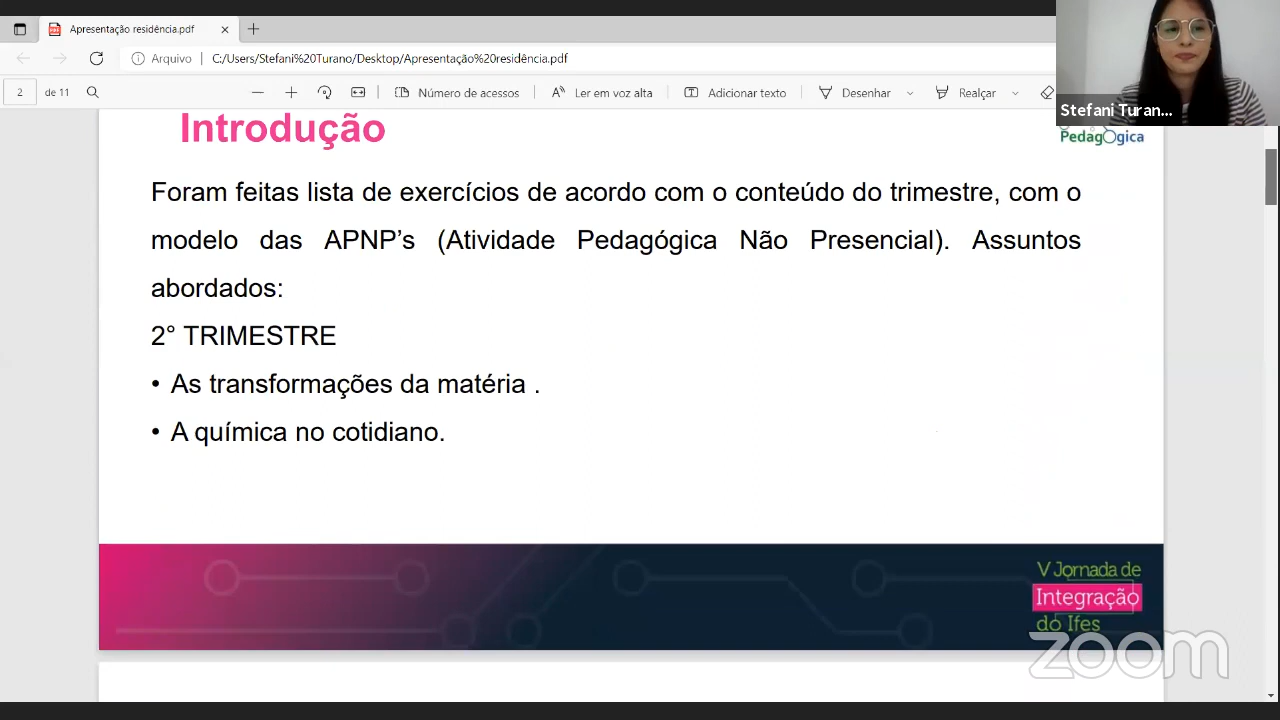 Apresentação residência.pdf
Arquivo
C:/Users/Stefani%20Turano/Desktop/Apresentação%20residência.pdf
2
de 11
Número de acessos
Ler em voz alta
Adicionar texto
Desenhar
Realçar
Stefani Turan...
Pedagógica
Introdução
Foram feitas lista de exercícios de acordo com o conteúdo do trimestre, com o
modelo das APNP’s (Atividade Pedagógica Não Presencial). Assuntos
abordados:
2° TRIMESTRE
• As transformações da matéria .
• A química no cotidiano.
V Jornada de
Integração
do Ifes
zoom